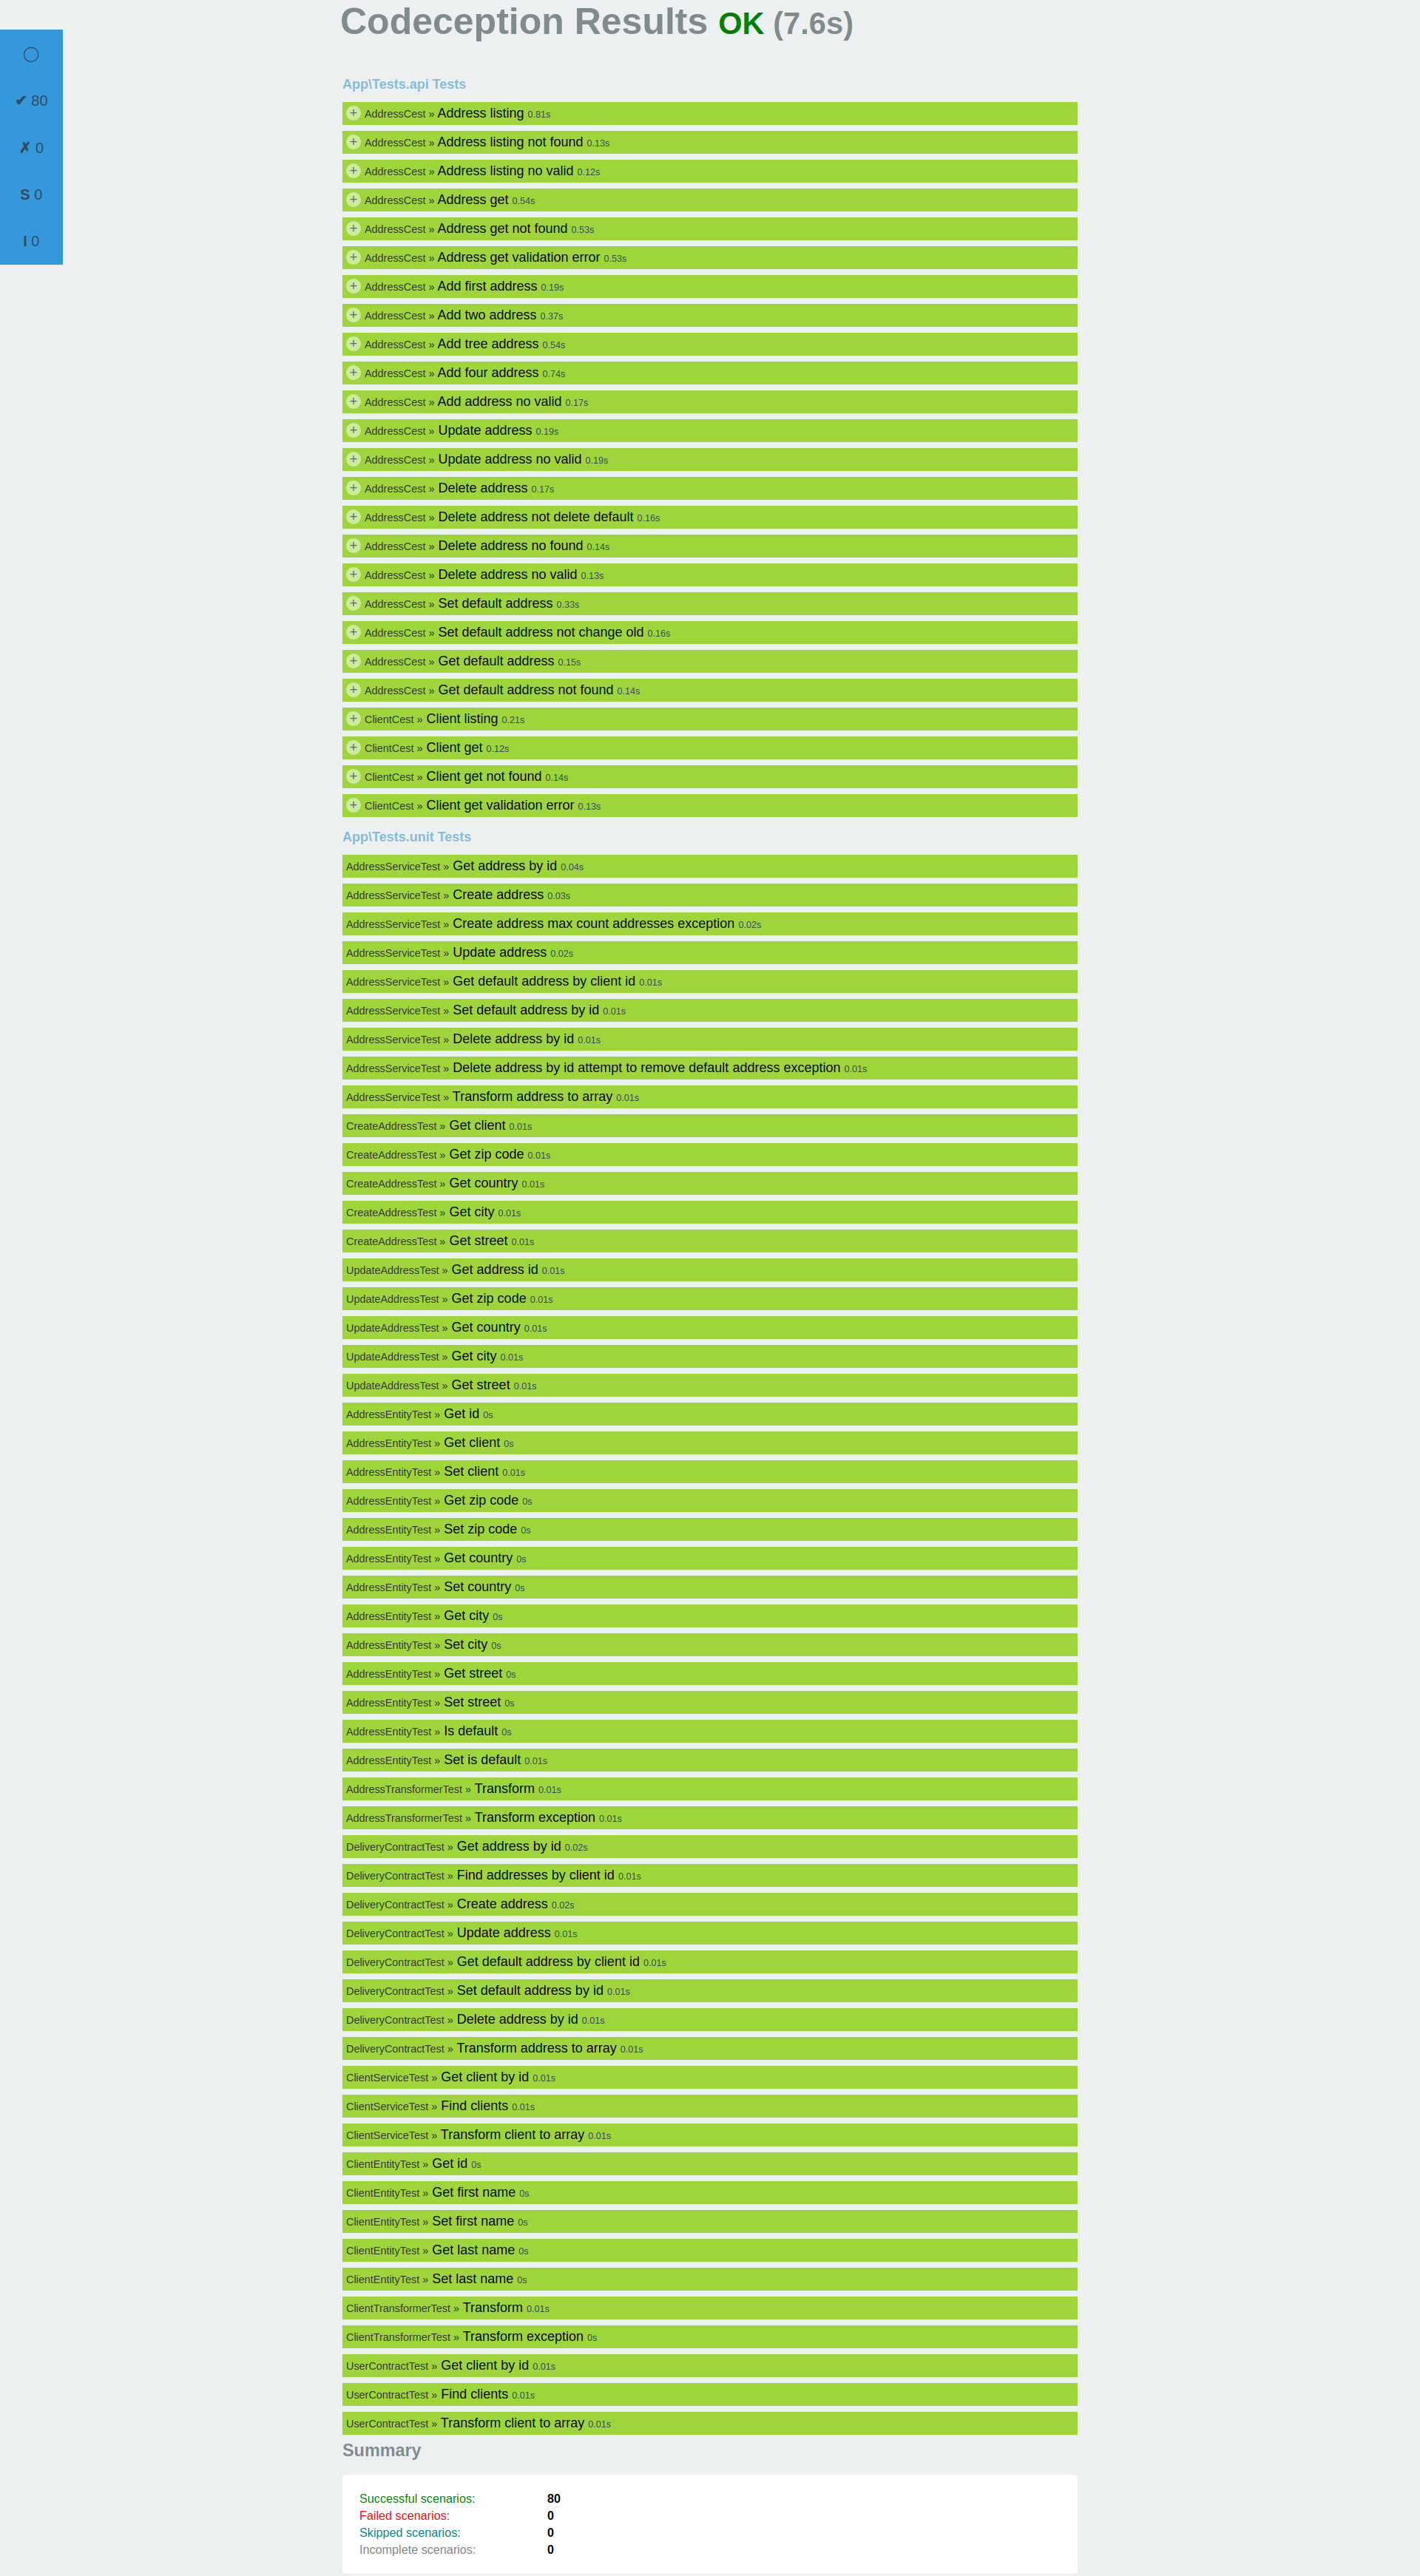 Codeception Results OK (7.6s)
◯
✔ 80
✗ 0
S 0
I 0
App\Tests.api Tests
+ AddressCest » Address listing 0.81s
+ AddressCest » Address listing not found 0.13s
+ AddressCest » Address listing no valid 0.12s
+ AddressCest » Address get 0.54s
+ AddressCest » Address get not found 0.53s
+ AddressCest » Address get validation error 0.53s
+ AddressCest » Add first address 0.19s
+ AddressCest » Add two address 0.37s
+ AddressCest » Add tree address 0.54s
+ AddressCest » Add four address 0.74s
+ AddressCest » Add address no valid 0.17s
+ AddressCest » Update address 0.19s
+ AddressCest » Update address no valid 0.19s
+ AddressCest » Delete address 0.17s
+ AddressCest » Delete address not delete default 0.16s
+ AddressCest » Delete address no found 0.14s
+ AddressCest » Delete address no valid 0.13s
+ AddressCest » Set default address 0.33s
+ AddressCest » Set default address not change old 0.16s
+ AddressCest » Get default address 0.15s
+ AddressCest » Get default address not found 0.14s
+ ClientCest » Client listing 0.21s
+ ClientCest » Client get 0.12s
+ ClientCest » Client get not found 0.14s
+ ClientCest » Client get validation error 0.13s
App\Tests.unit Tests
AddressServiceTest » Get address by id 0.04s
AddressServiceTest » Create address 0.03s
AddressServiceTest » Create address max count addresses exception 0.02s
AddressServiceTest » Update address 0.02s
AddressServiceTest » Get default address by client id 0.01s
AddressServiceTest » Set default address by id 0.01s
AddressServiceTest » Delete address by id 0.01s
AddressServiceTest » Delete address by id attempt to remove default address exception 0.01s
AddressServiceTest » Transform address to array 0.01s
CreateAddressTest » Get client 0.01s
CreateAddressTest » Get zip code 0.01s
CreateAddressTest » Get country 0.01s
CreateAddressTest » Get city 0.01s
CreateAddressTest » Get street 0.01s
UpdateAddressTest » Get address id 0.01s
UpdateAddressTest » Get zip code 0.01s
UpdateAddressTest » Get country 0.01s
UpdateAddressTest » Get city 0.01s
UpdateAddressTest » Get street 0.01s
AddressEntityTest » Get id 0s
AddressEntityTest » Get client 0s
AddressEntityTest » Set client 0.01s
AddressEntityTest » Get zip code 0s
AddressEntityTest » Set zip code 0s
AddressEntityTest » Get country 0s
AddressEntityTest » Set country 0s
AddressEntityTest » Get city 0s
AddressEntityTest » Set city 0s
AddressEntityTest » Get street 0s
AddressEntityTest » Set street 0s
AddressEntityTest » Is default 0s
AddressEntityTest » Set is default 0.01s
AddressTransformerTest » Transform 0.01s
AddressTransformerTest » Transform exception 0.01s
DeliveryContractTest » Get address by id 0.02s
DeliveryContractTest » Find addresses by client id 0.01s
DeliveryContractTest » Create address 0.02s
DeliveryContractTest » Update address 0.01s
DeliveryContractTest » Get default address by client id 0.01s
DeliveryContractTest » Set default address by id 0.01s
DeliveryContractTest » Delete address by id 0.01s
DeliveryContractTest » Transform address to array 0.01s
ClientServiceTest » Get client by id 0.01s
ClientServiceTest » Find clients 0.01s
ClientServiceTest » Transform client to array 0.01s
ClientEntityTest » Get id 0s
ClientEntityTest » Get first name 0s
ClientEntityTest » Set first name 0s
ClientEntityTest » Get last name 0s
ClientEntityTest » Set last name 0s
ClientTransformerTest » Transform 0.01s
ClientTransformerTest » Transform exception 0s
UserContractTest » Get client by id 0.01s
UserContractTest » Find clients 0.01s
UserContractTest » Transform client to array 0.01s
Summary
Successful scenarios: 80
Failed scenarios: 0
Skipped scenarios: 0
Incomplete scenarios: 0